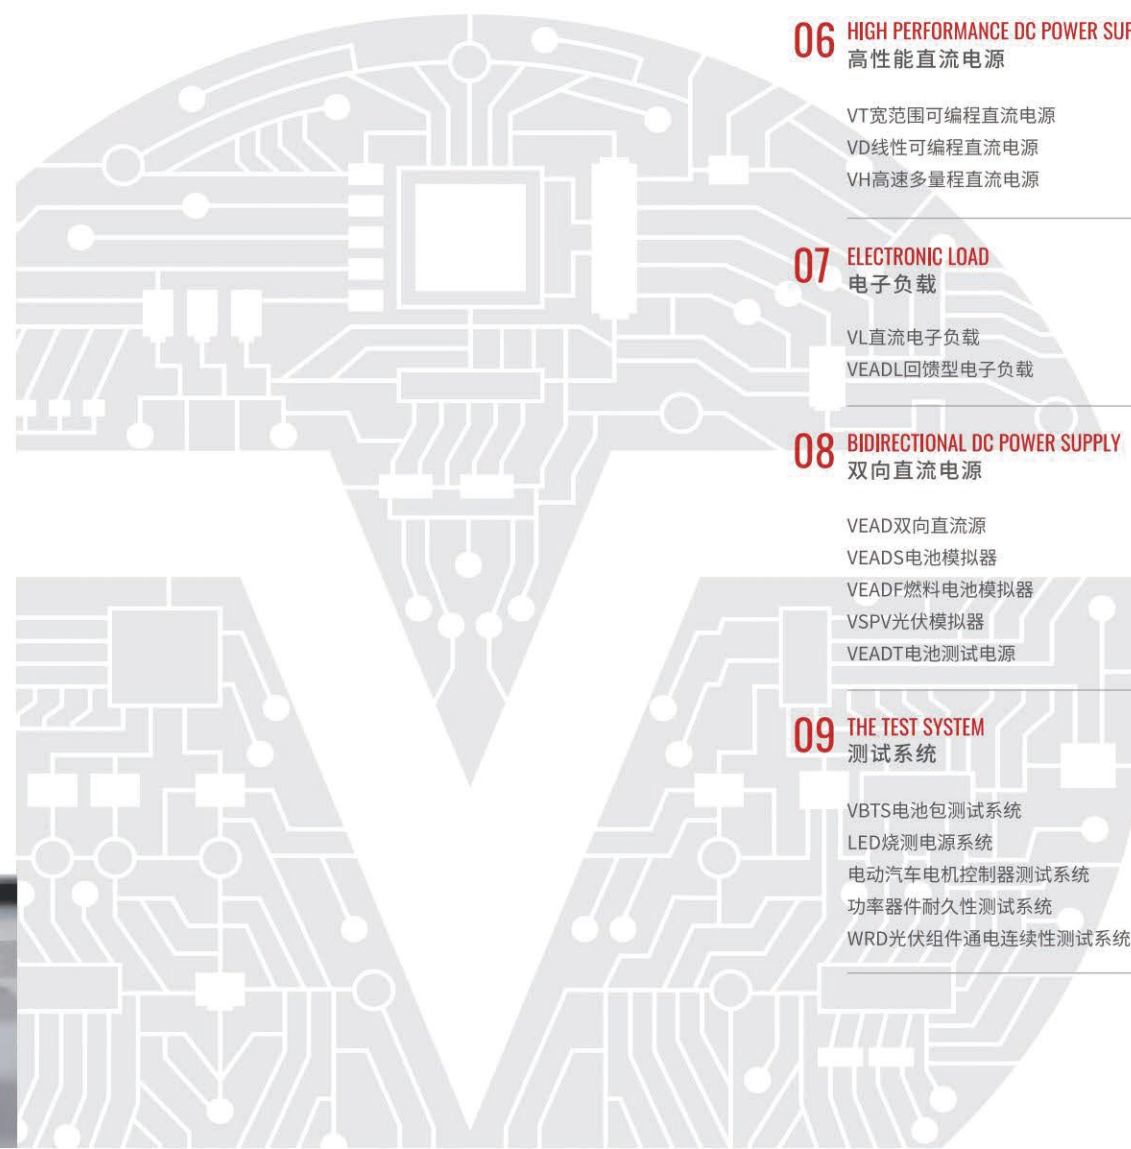 06 HIGH PERFORMANCE DC POWER
高性能直流电源
VT宽范围可编程直流电源
VD线性可编程直流电源
VH高速多量程直流电源
07 ELECTRONIC LOAD
电子负载
VL直流电子负载
VEADL回馈型电子负载
08 BIDIRECTIONAL DC POWER SUPPLY
双向直流电源
VEAD双向直流源
VEADS电池模拟器
VEADF燃料电池模拟器
VSPV光伏模拟器
VEADT电池测试电源
09 THE TEST SYSTEM
测试系统
VBTS电池包测试系统
LED烧测电源系统
电动汽车电机控制器测试系统
功率器件耐久性测试系统
WRD光伏组件通电连续性测试系统